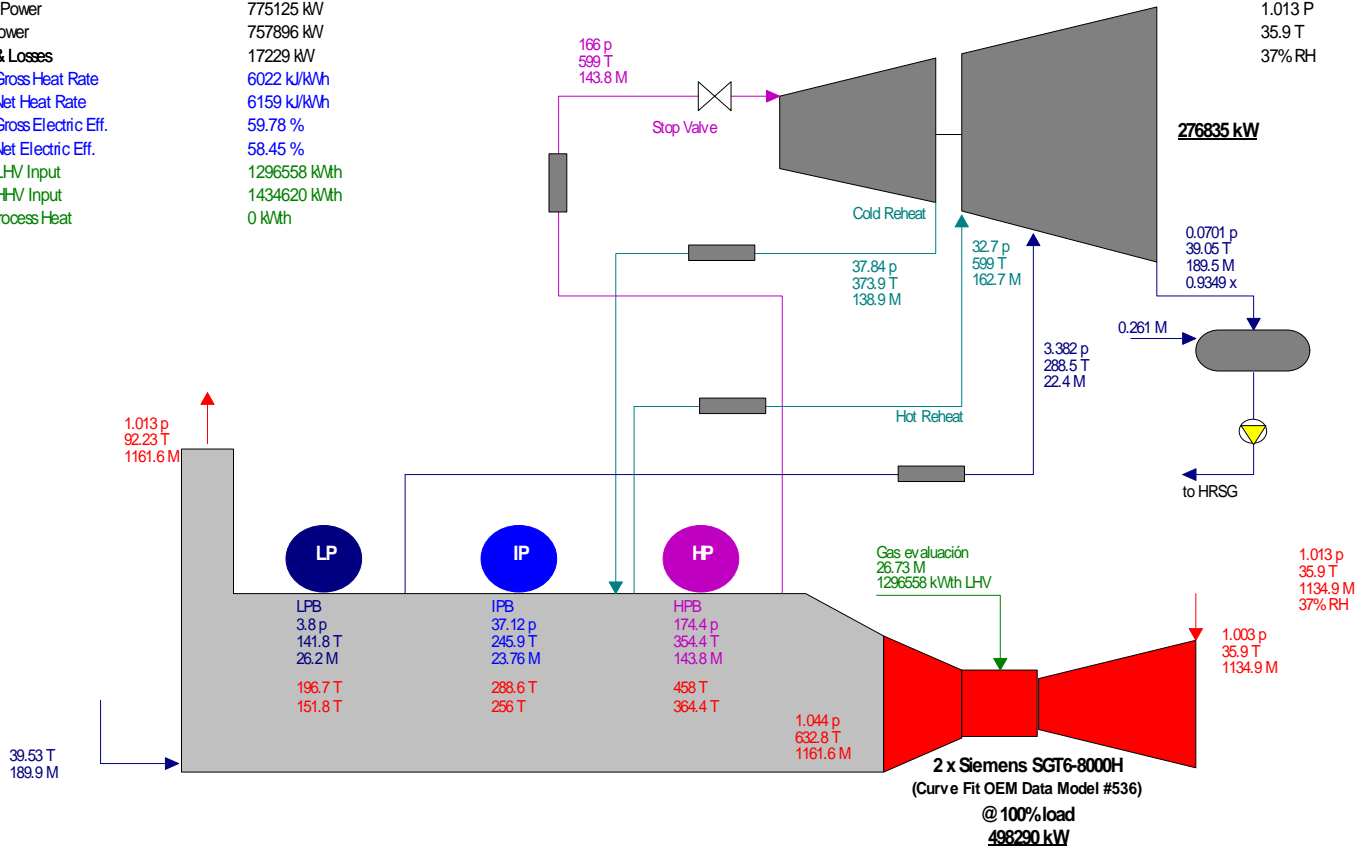 Power 775125 kW
ower 757896 kW
& Losses 17229 kW
Gross Heat Rate 6022 kJ/kWh
Net Heat Rate 6159 kJ/kWh
Gross Electric Eff. 59.78 %
Net Electric Eff. 58.45 %
LHV Input 1296558 kWth
HHV Input 1434620 kWth
rocess Heat 0 kWth
1.013 P
35.9 T
37% RH
166 p
599 T
143.8 M
Stop Valve
276835 kW
Cold Reheat
37.84 p
373.9 T
138.9 M
32.7 p
599 T
162.7 M
0.0701 p
39.05 T
189.5 M
0.9349 x
0.261 M
3.382 p
288.5 T
22.4 M
Hot Reheat
to HRSG
1.013 p
92.23 T
1161.6 M
LP
IP
HP
LPB
3.8 p
141.8 T
26.2 M
196.7 T
151.8 T
IPB
37.12 p
245.9 T
23.76 M
288.6 T
256 T
HPB
174.4 p
354.4 T
143.8 M
458 T
364.4 T
1.044 p
632.8 T
1161.6 M
Gas evaluación
26.73 M
1296558 kWth LHV
1.013 p
35.9 T
1134.9 M
37% RH
1.003 p
35.9 T
1134.9 M
39.53 T
189.9 M
2 x Siemens SGT6-8000H
(Curve Fit OEM Data Model #536)
@ 100% load
498290 kW